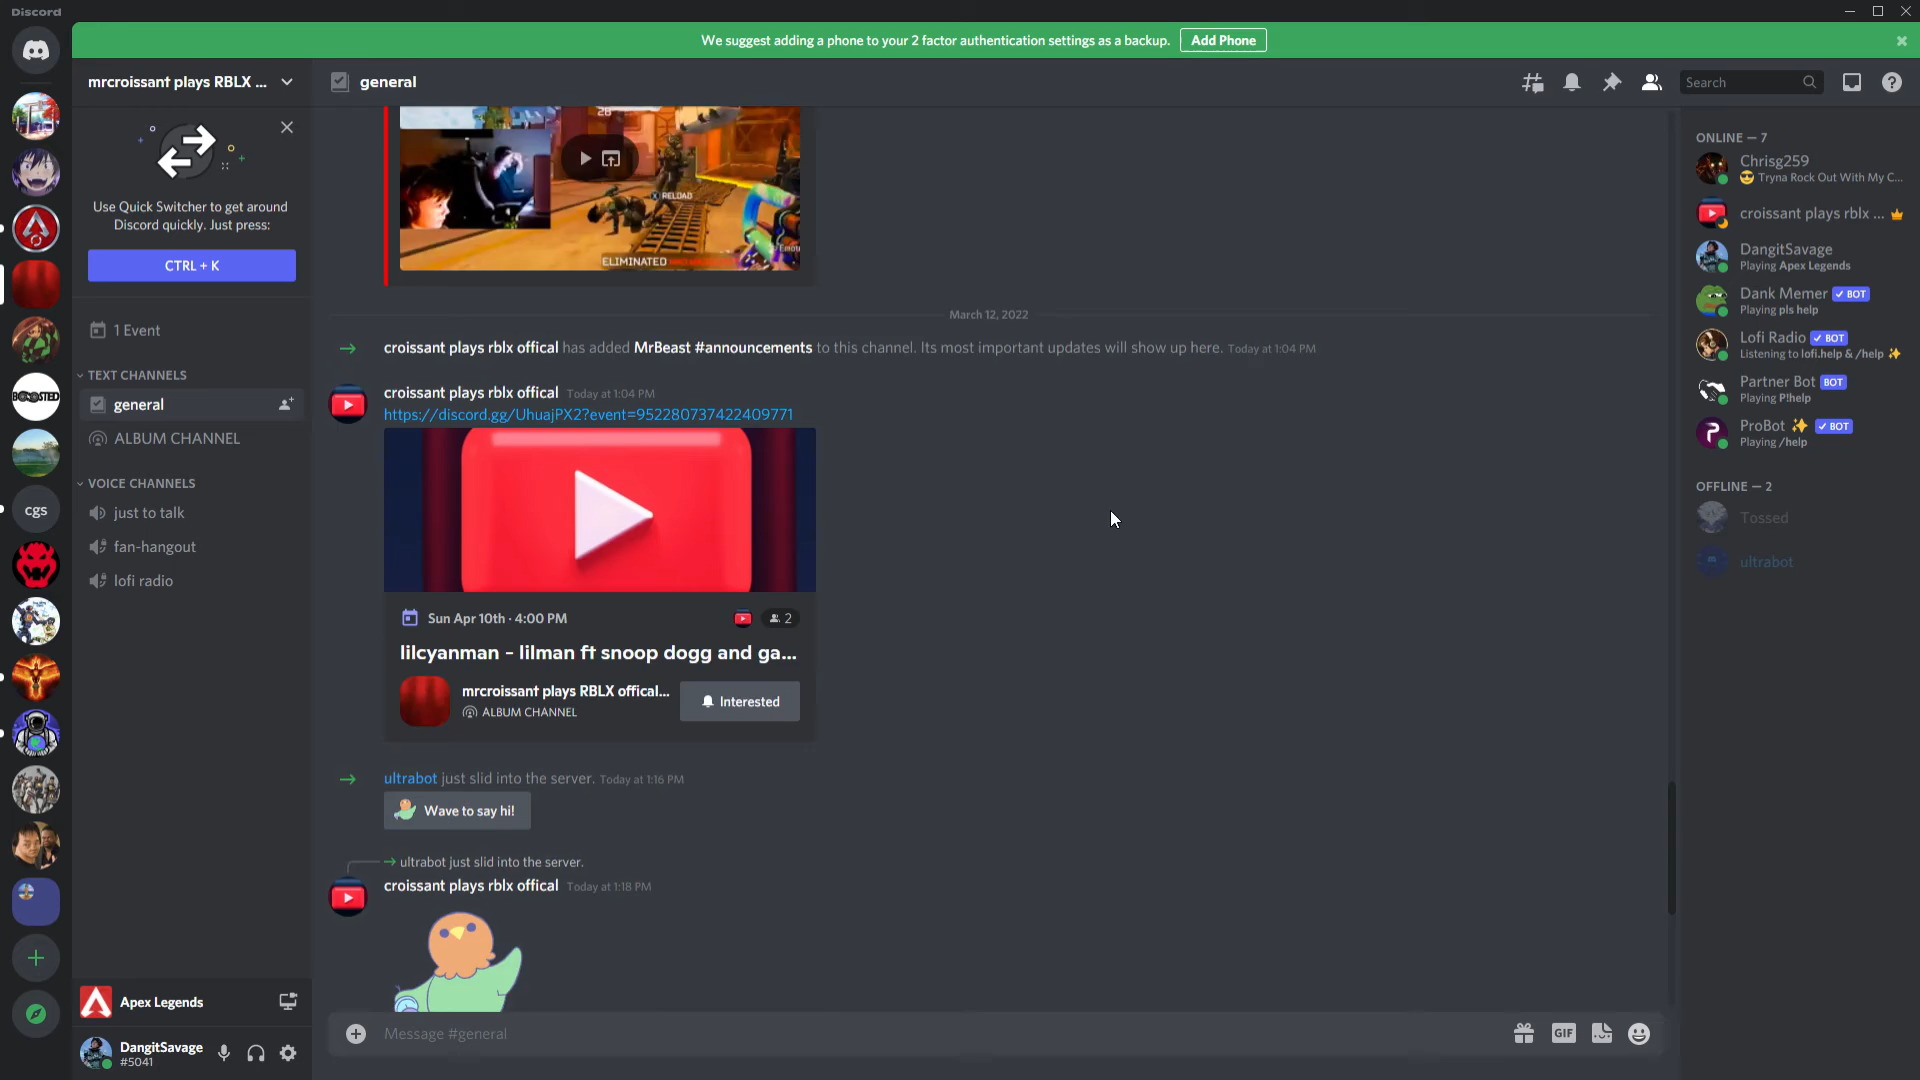 Discord
We suggest adding a phone to your 2 factor authentication settings as a backup. Add Phone
mrcroissant plays RBLX ...
general
Search
Use Quick Switcher to get around
Discord quickly. Just press:
CTRL + K
1 Event
TEXT CHANNELS
general
ALBUM CHANNEL
VOICE CHANNELS
just to talk
fan-hangout
lofi radio
BOOSTED
cgs
Apex Legends
DangitSavage
#5041
28
RELOAD
ELIMINATED
March 12, 2022
croissant plays rblx offical has added MrBeast #announcements to this channel. Its most important updates will show up here. Today at 1:04 PM
croissant plays rblx offical Today at 1:04 PM
https://discord.gg/UhuajPX2?event=952280737422409771
Sun Apr 10th · 4:00 PM 2
lilcyanman - lilman ft snoop dogg and ga...
mrcroissant plays RBLX offical...
ALBUM CHANNEL
Interested
ultrabot just slid into the server. Today at 1:16 PM
Wave to say hi!
ultrabot just slid into the server.
croissant plays rblx offical Today at 1:18 PM
Message #general
GIF
ONLINE — 7
Chrisg259
😎 Tryna Rock Out With My C...
croissant plays rblx ...
DangitSavage
Playing Apex Legends
Dank Memer ✓ BOT
Playing pls help
Lofi Radio ✓ BOT
Listening to lofi.help & /help ✨
Partner Bot BOT
Playing P!help
ProBot ✨ ✓ BOT
Playing /help
OFFLINE — 2
Tossed
ultrabot